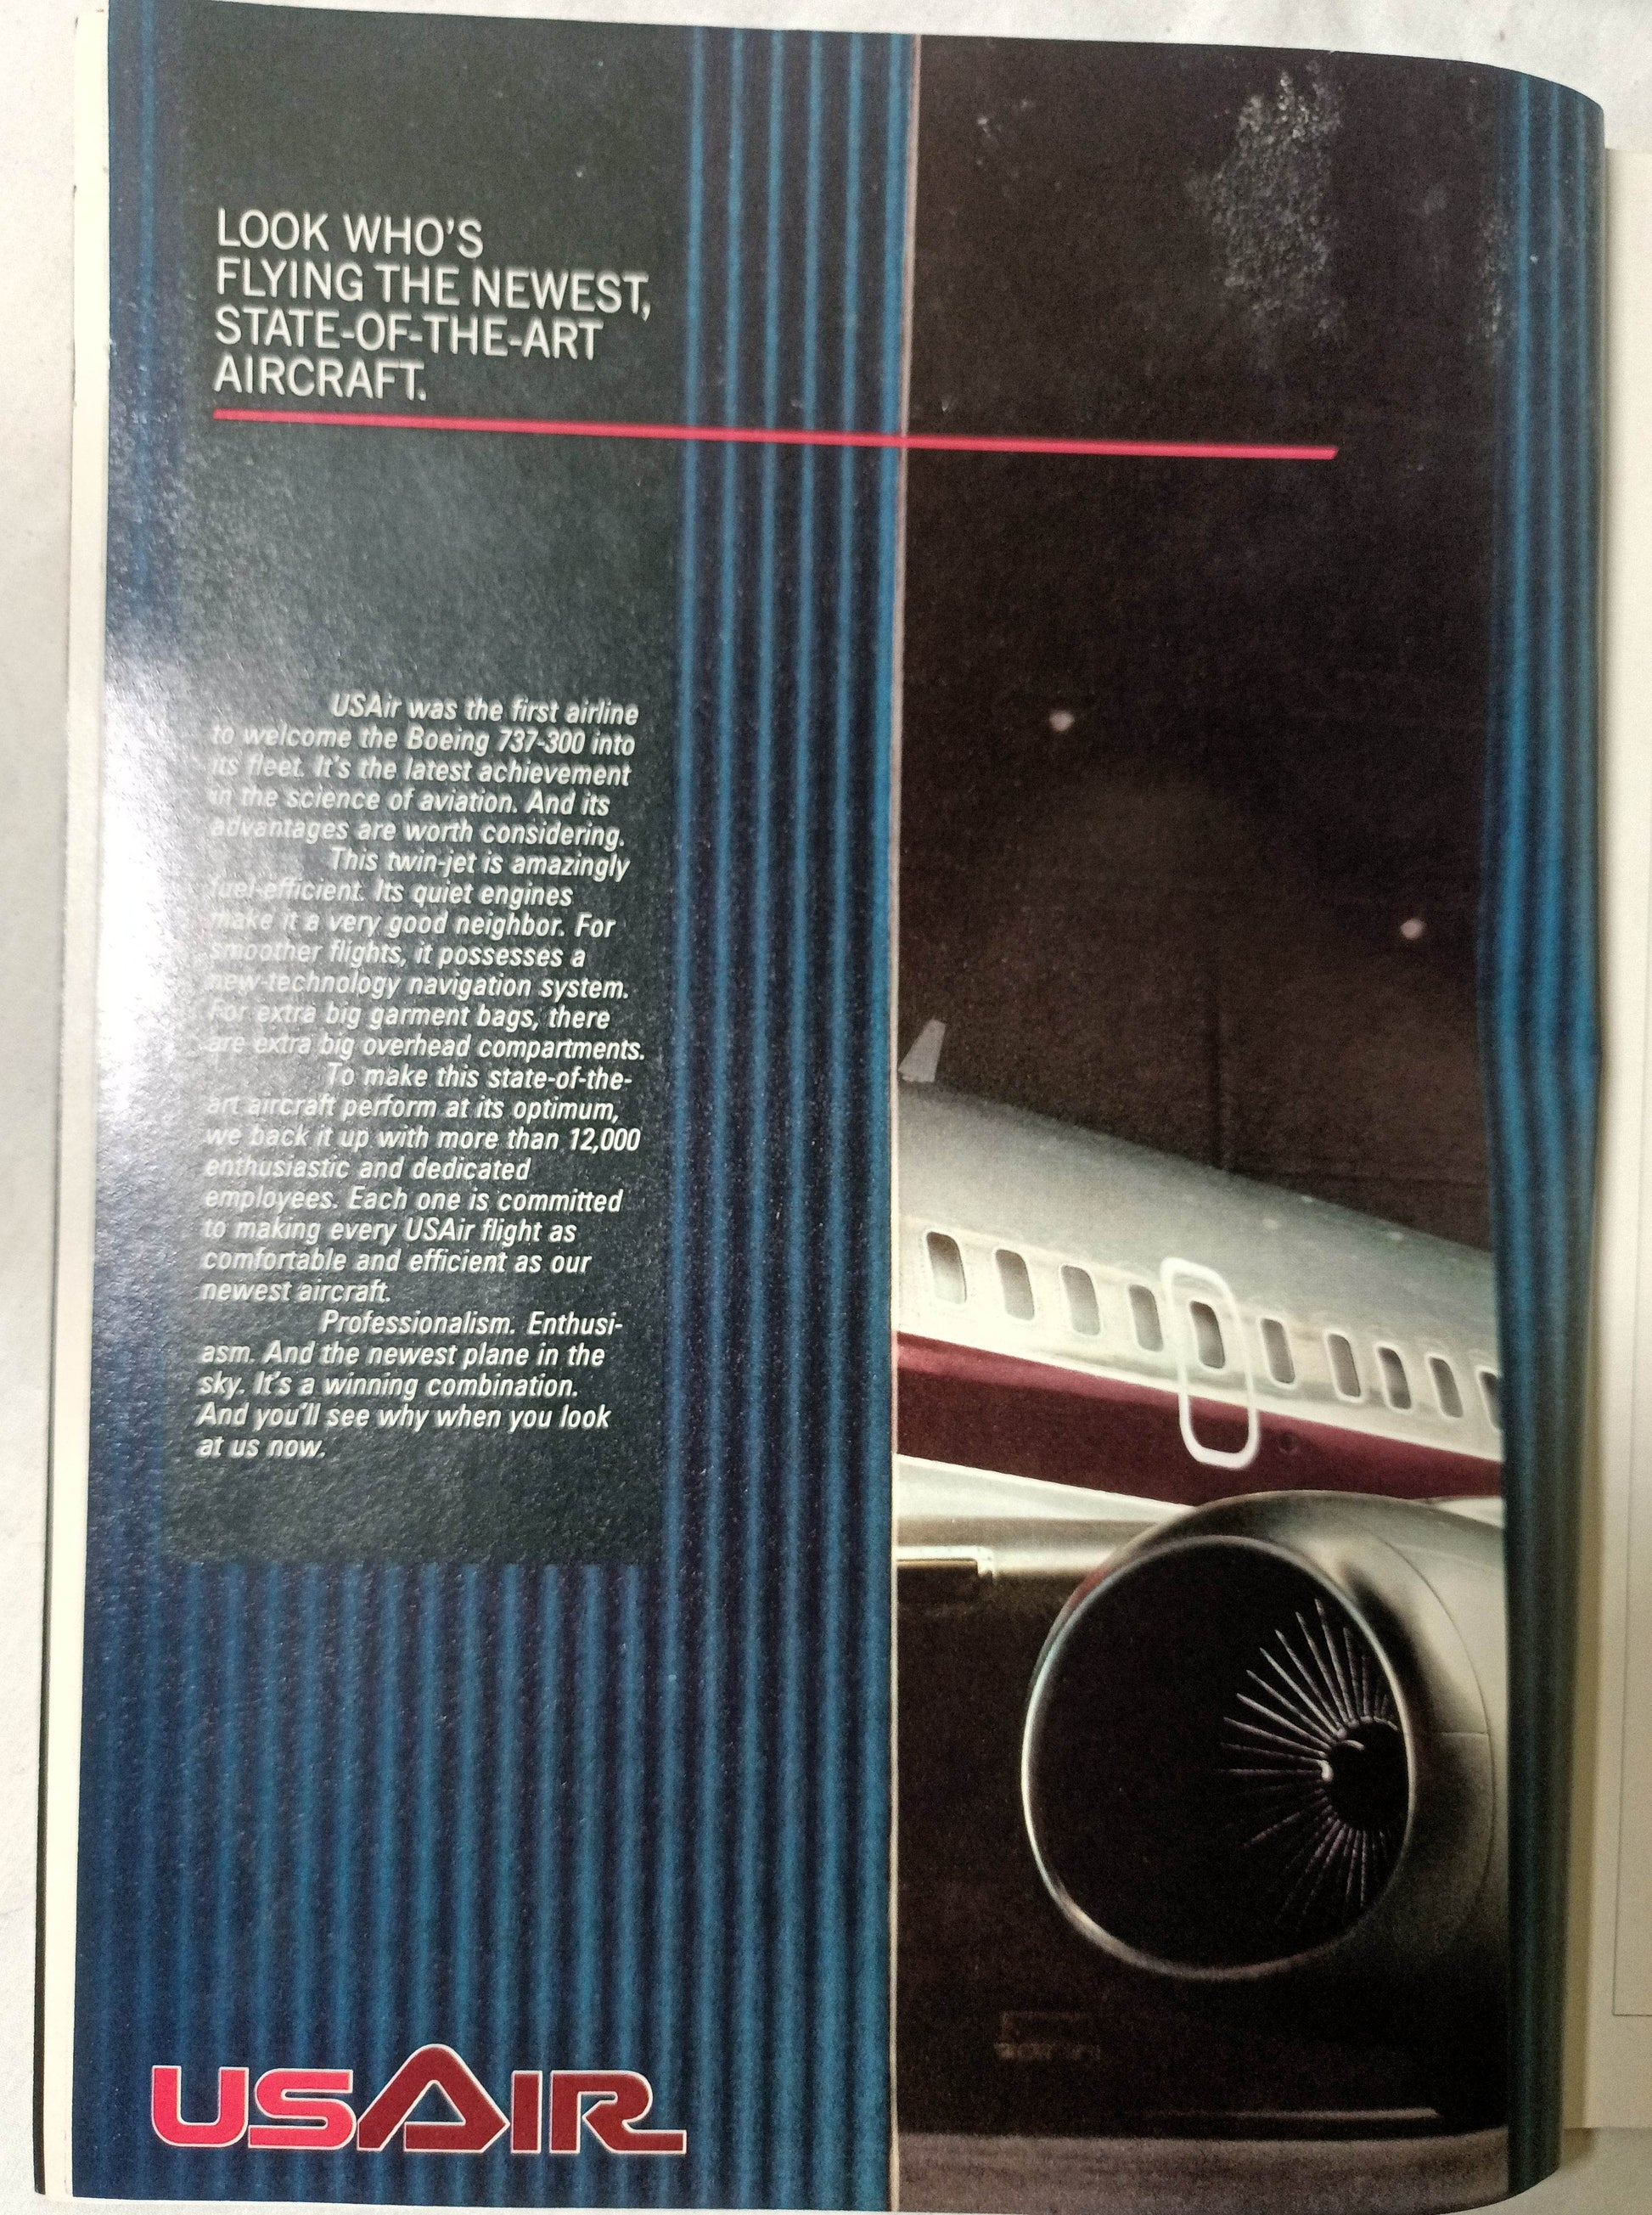 LOOK WHO'S
FLYING THE NEWEST,
STATE-OF-THE-ART
AIRCRAFT.
USAir was the first airline
to welcome the Boeing 737-300 into
its fleet. It's the latest achievement
in the science of aviation. And its
advantages are worth considering.
This twin-jet is amazingly
fuel-efficient. Its quiet engines
make it a very good neighbor. For
smoother flights, it possesses a
new-technology navigation system.
For extra big garment bags, there
are extra big overhead compartments.
To make this state-of-the-
art aircraft perform at its optimum,
we back it up with more than 12,000
enthusiastic and dedicated
employees. Each one is committed
to making every USAir flight as
comfortable and efficient as our
newest aircraft.
Professionalism. Enthusi-
asm. And the newest plane in the
sky. It's a winning combination.
And you'll see why when you look
at us now.
USAIR